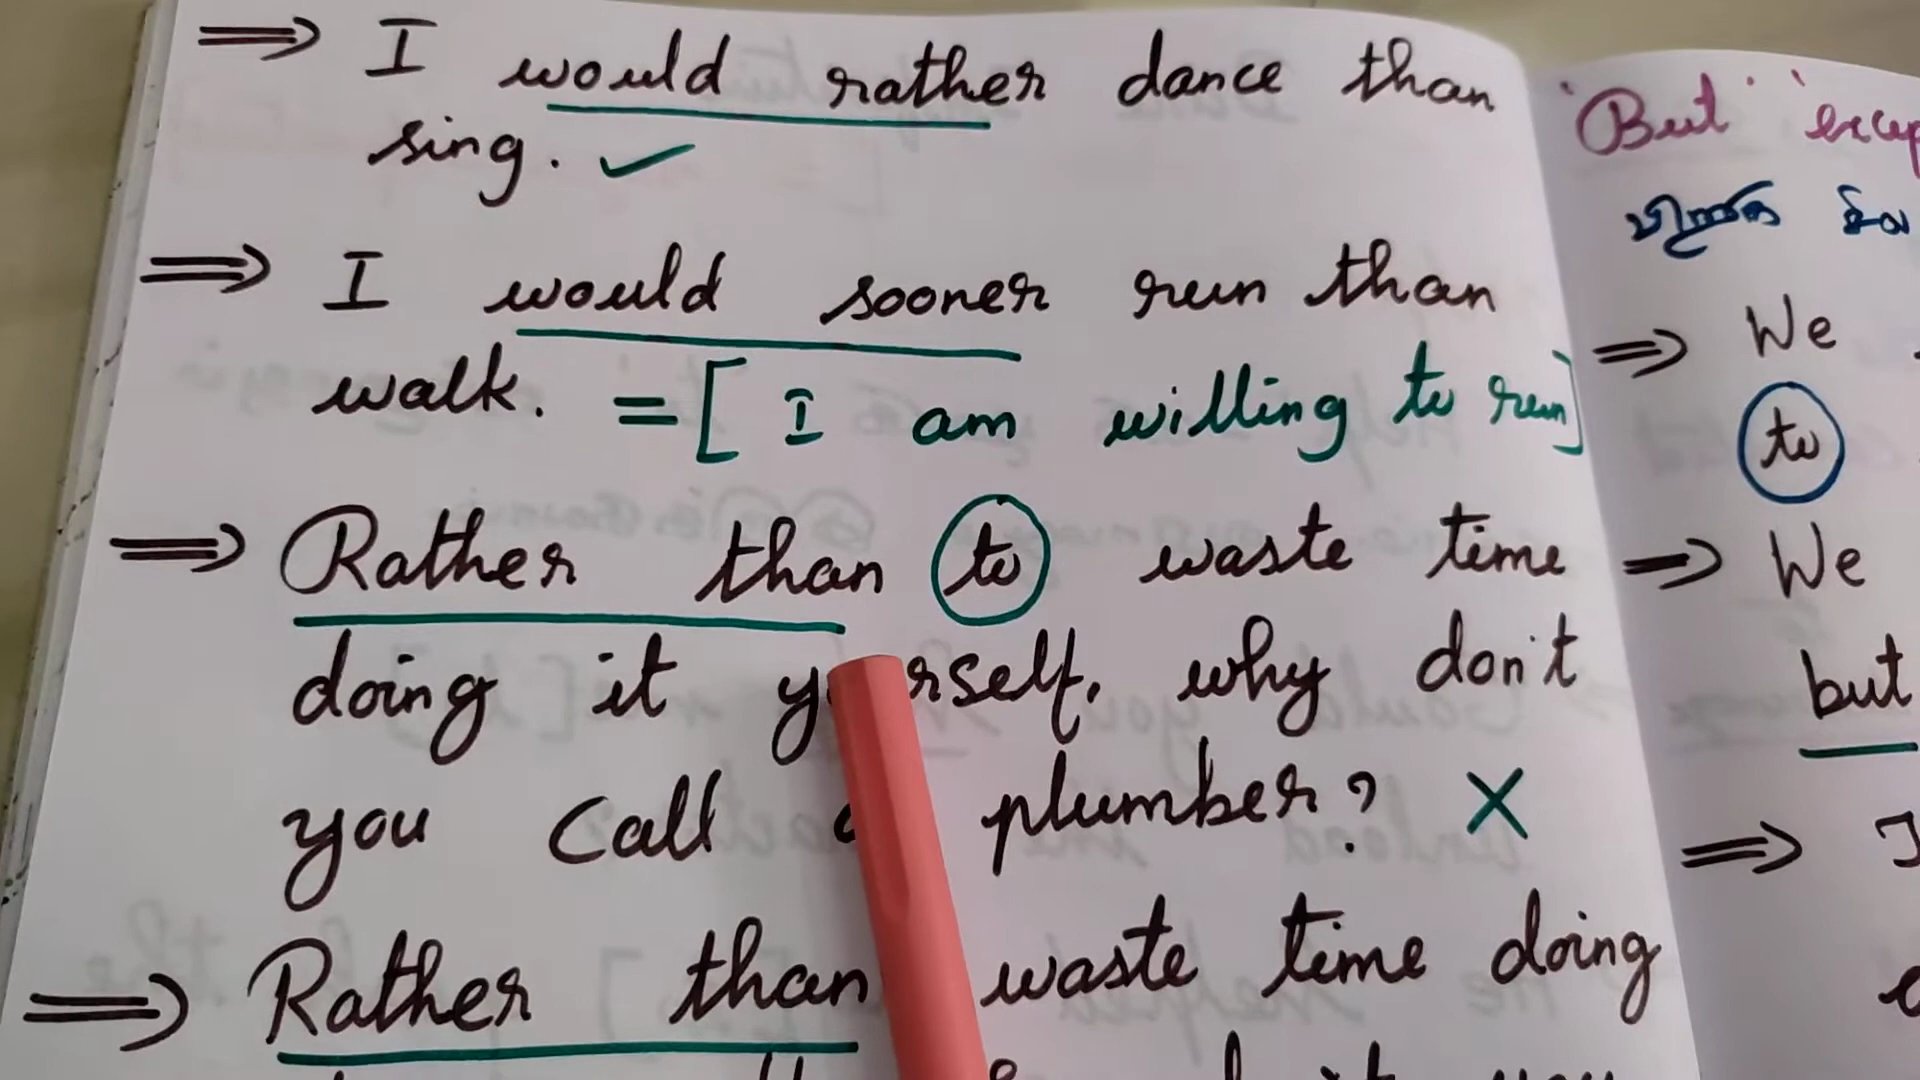 ⇒ I would rather dance than
sing. ✓
⇒ I would sooner run than
walk. = [I am willing to run]
⇒ Rather than to waste time
doing it yourself, why don't
you call a plumber? ✗
⇒ Rather than waste time doing
'But'
⇒ We
to
⇒ We
but
⇒ I